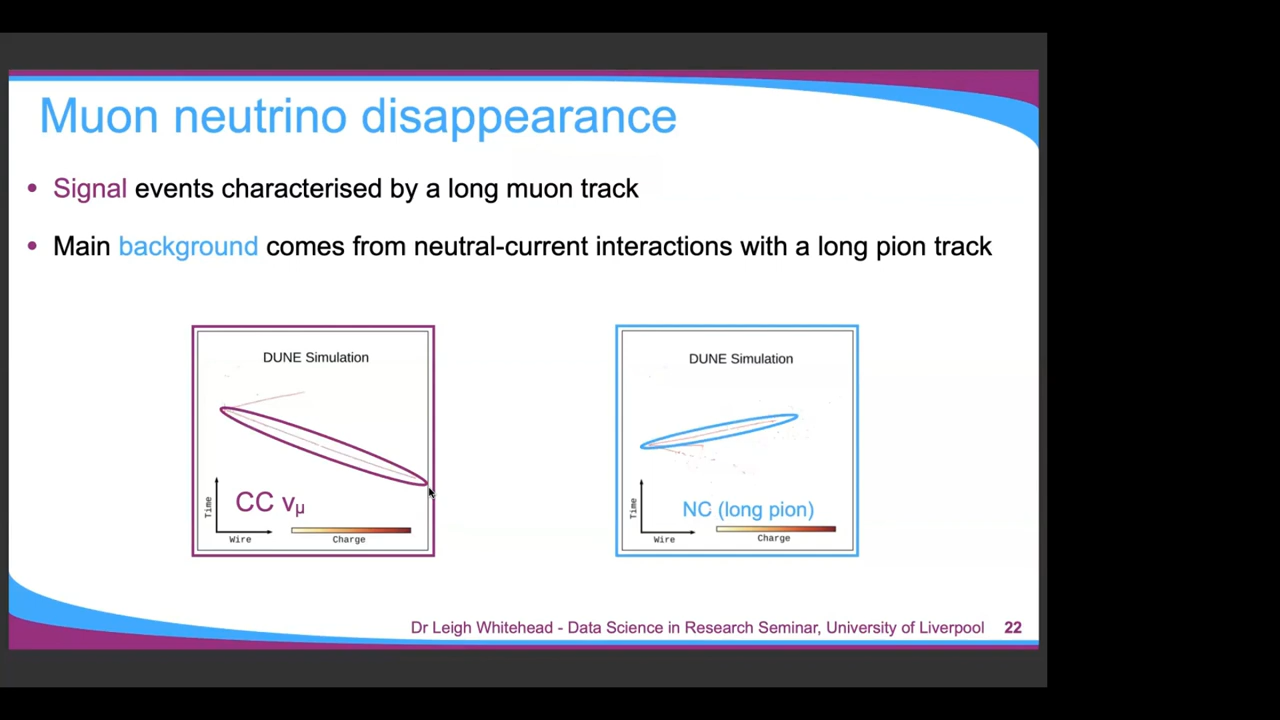 Muon neutrino disappearance
• Signal events characterised by a long muon track
• Main background comes from neutral-current interactions with a long pion track
DUNE Simulation
CC νμ
Time
Wire
Charge
DUNE Simulation
NC (long pion)
Time
Wire
Charge
Dr Leigh Whitehead - Data Science in Research Seminar, University of Liverpool 22